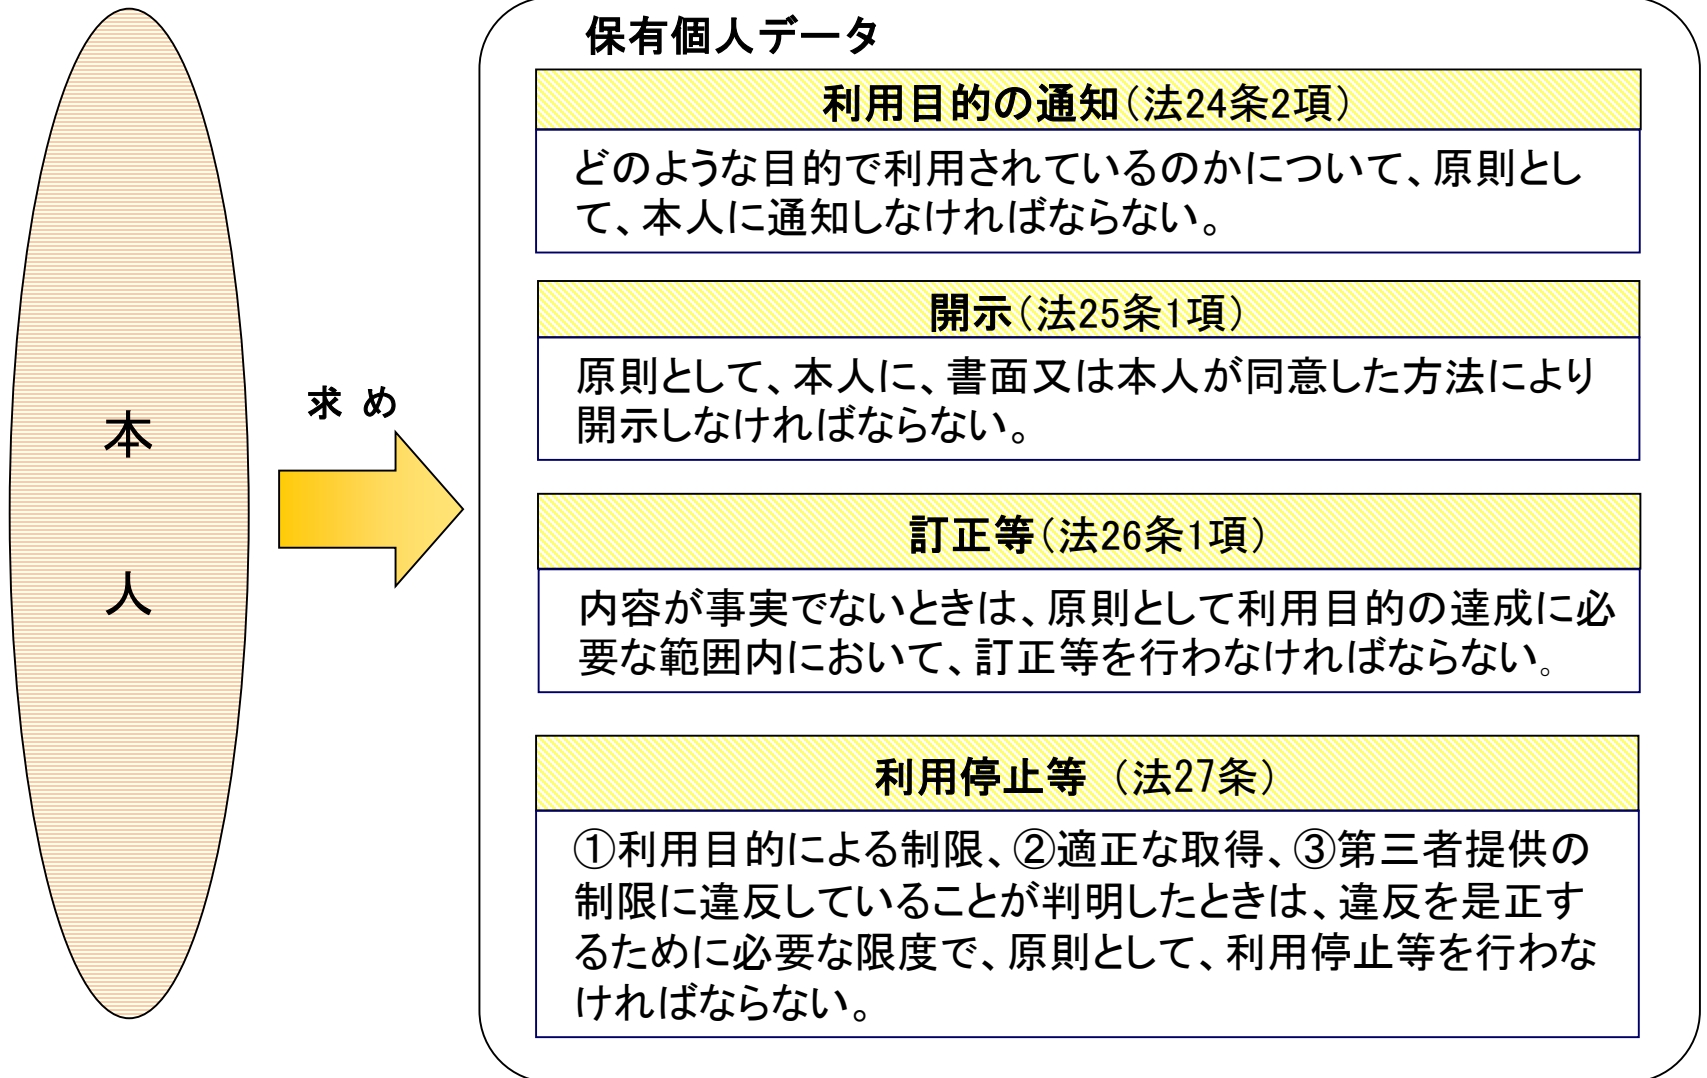 本人
求め
保有個人データ
利用目的の通知(法24条2項)
どのような目的で利用されているのかについて、原則とし
て、本人に通知しなければならない。
開示(法25条1項)
原則として、本人に、書面又は本人が同意した方法により
開示しなければならない。
訂正等(法26条1項)
内容が事実でないときは、原則として利用目的の達成に必
要な範囲内において、訂正等を行わなければならない。
利用停止等 (法27条)
①利用目的による制限、②適正な取得、③第三者提供の
制限に違反していることが判明したときは、違反を是正す
るために必要な限度で、原則として、利用停止等を行わな
ければならない。